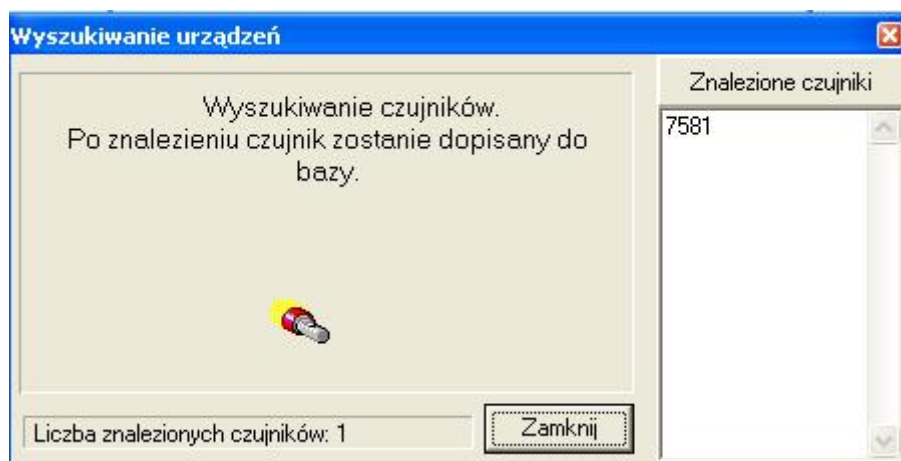 Wyszukiwanie urządzeń
Wyszukiwanie czujników.
Po znalezieniu czujnik zostanie dopisany do
bazy.
Liczba znalezionych czujników: 1
Zamknij
Znalezione czujniki
7581